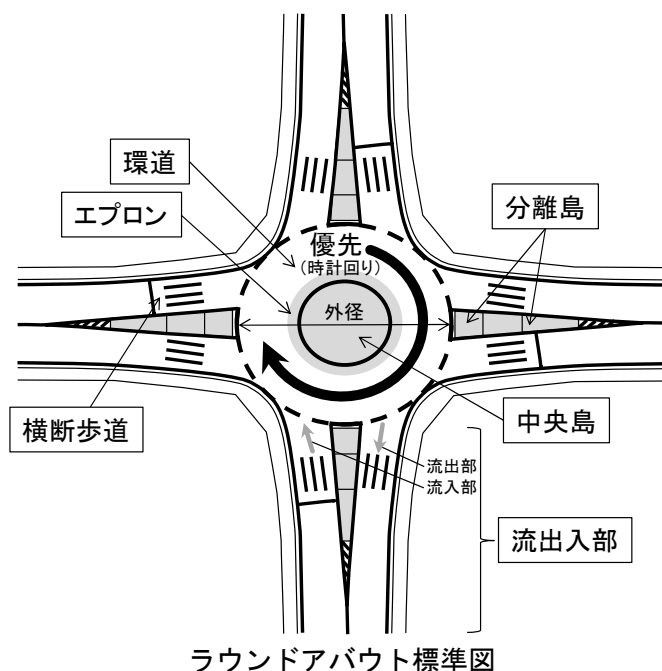 環道
エプロン
分離島
優先
(時計回り)
外径
横断歩道
中央島
流出部
流入部
流出入部
ラウンドアバウト標準図